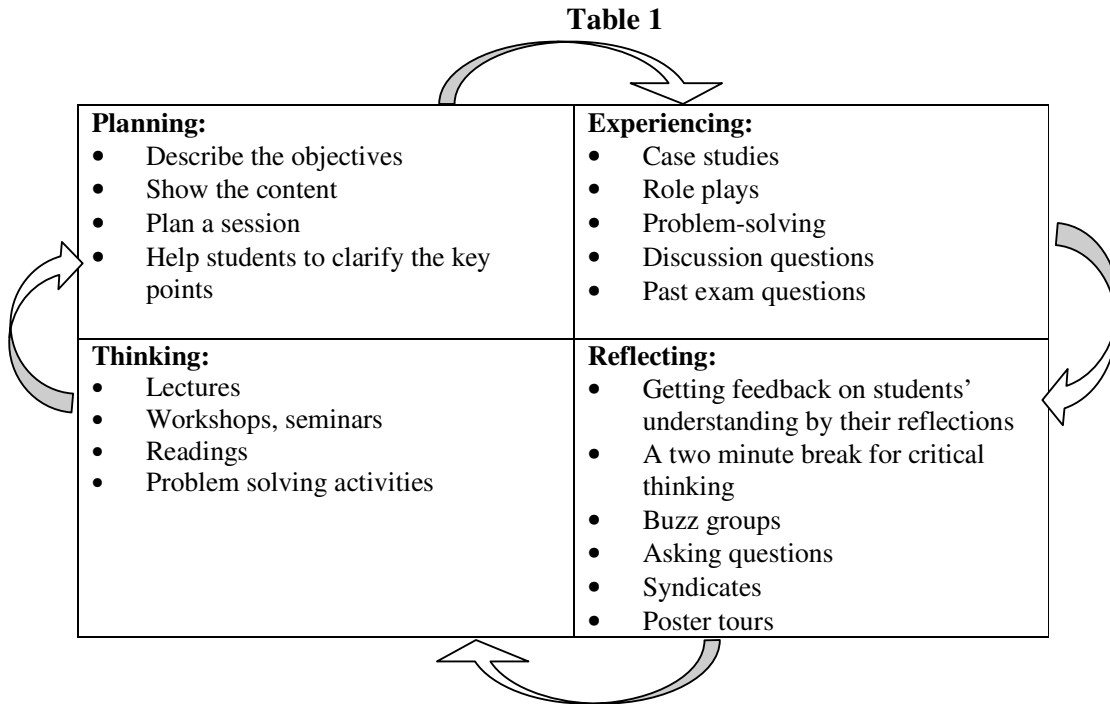 Table 1
Planning:
• Describe the objectives
• Show the content
• Plan a session
• Help students to clarify the key
points
Experiencing:
• Case studies
• Role plays
• Problem-solving
• Discussion questions
• Past exam questions
Thinking:
• Lectures
• Workshops, seminars
• Readings
• Problem solving activities
Reflecting:
• Getting feedback on students’
understanding by their reflections
• A two minute break for critical
thinking
• Buzz groups
• Asking questions
• Syndicates
• Poster tours